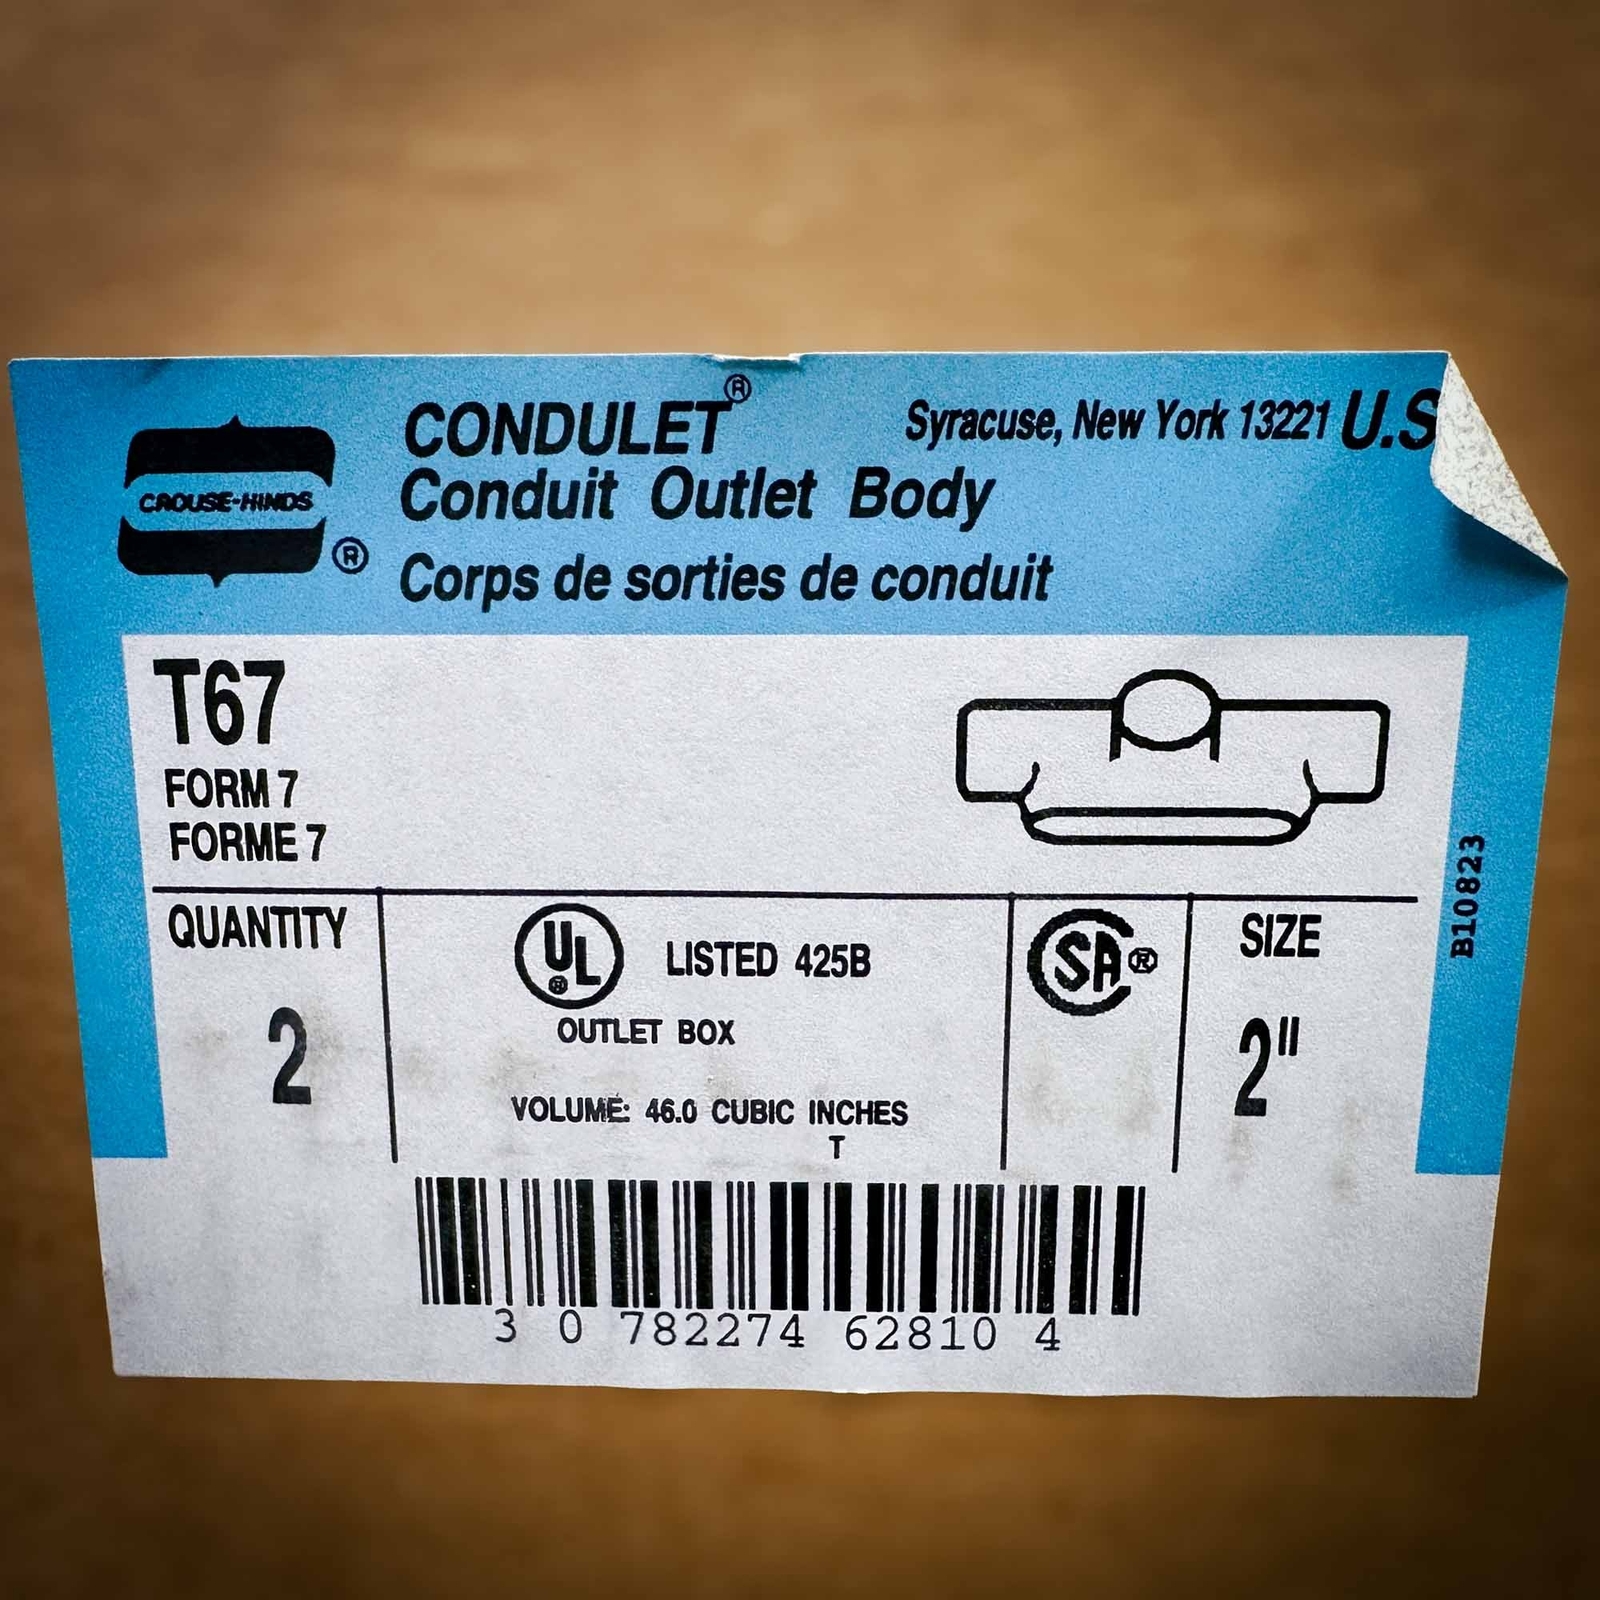 CONDULET®
Syracuse, New York 13221 U.S
CROUSE-HINDS ®
Conduit Outlet Body
Corps de sorties de conduit
T67
FORM 7
FORME 7
B10823
QUANTITY
2
UL ® LISTED 425B
OUTLET BOX
VOLUME: 46.0 CUBIC INCHES
T
CSA ®
SIZE
2"
3 0 782274 62810 4